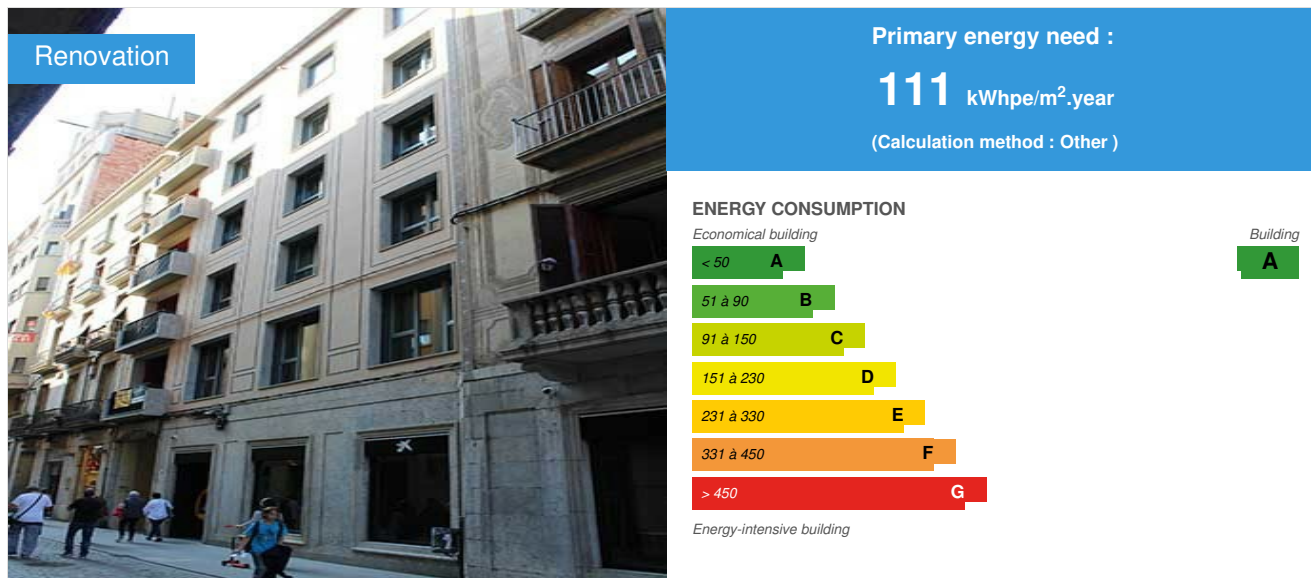 Renovation
Primary energy need :
111 kWhpe/m².year
(Calculation method : Other )
ENERGY CONSUMPTION
Economical building
Building
< 50 A
A
51 à 90 B
91 à 150 C
151 à 230 D
231 à 330 E
331 à 450 F
> 450 G
Energy-intensive building